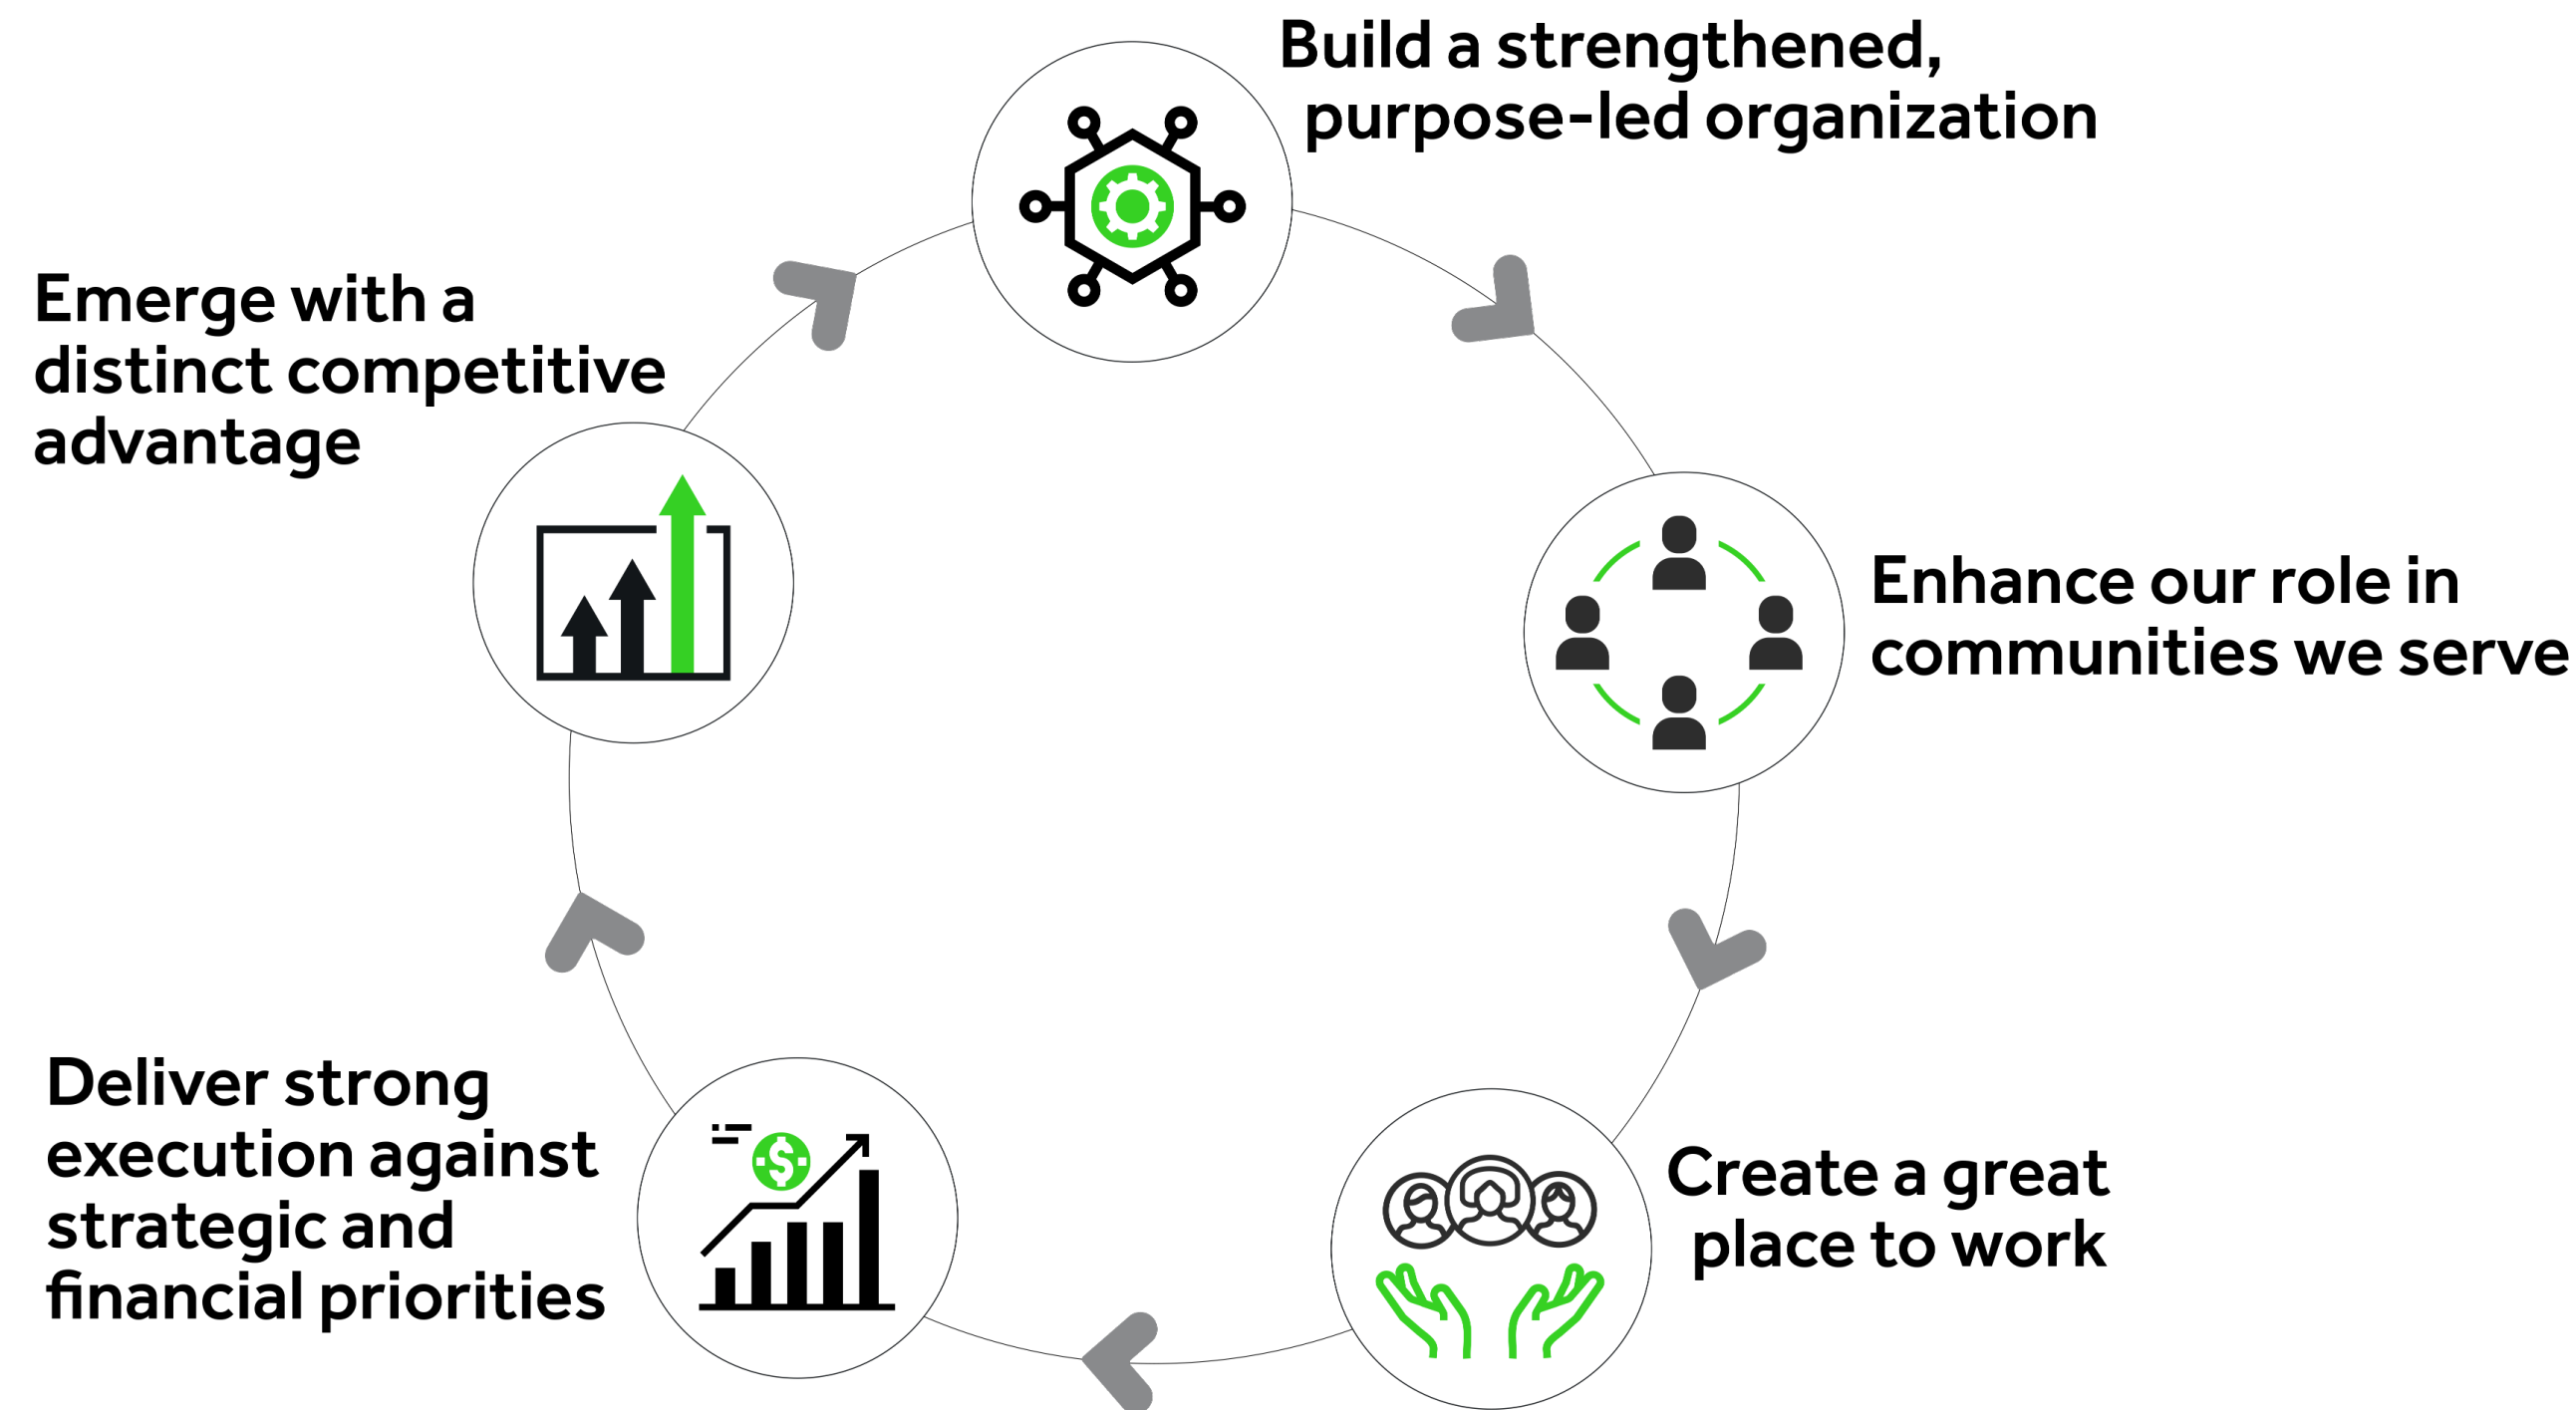 Build a strengthened,
purpose-led organization
Enhance our role in
communities we serve
Create a great
place to work
Deliver strong
execution against
strategic and
financial priorities
Emerge with a
distinct competitive
advantage
$